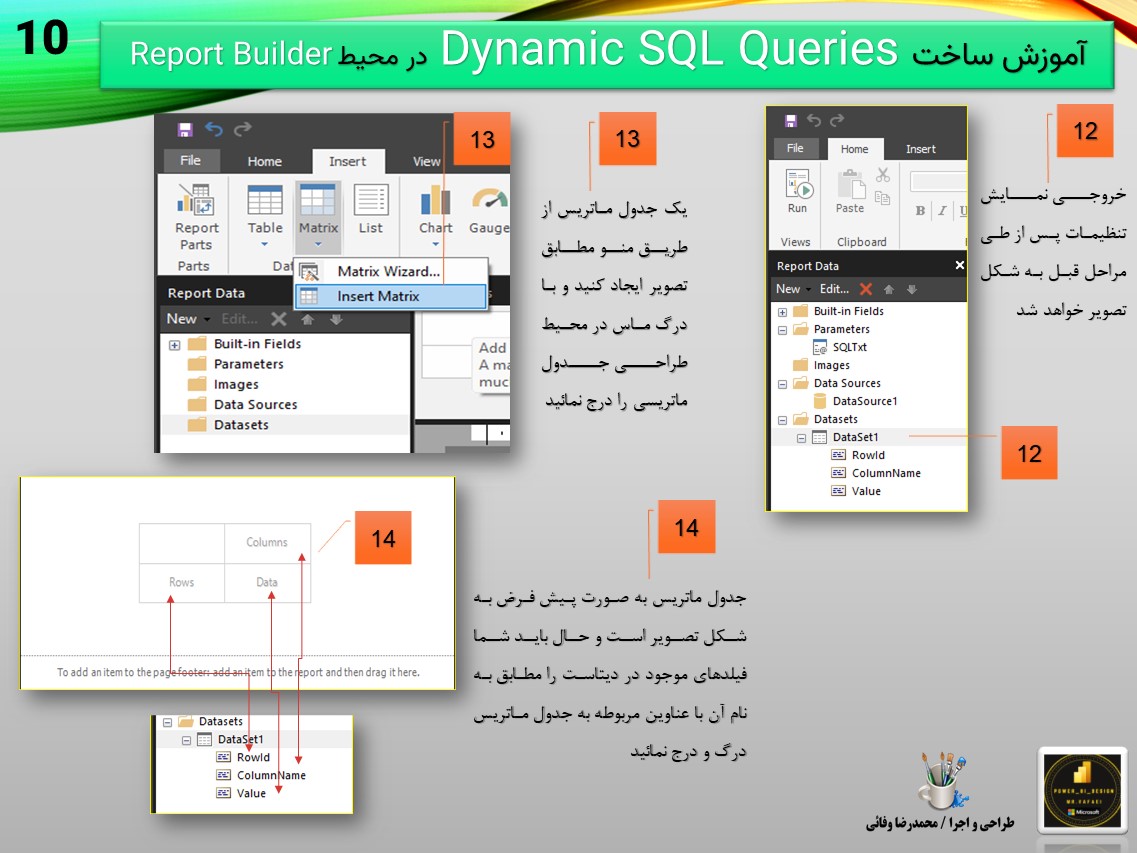 10
آموزش ساخت Dynamic SQL Queries در محیط Report Builder
12
خروجی نمایش
تنظیمات پس از طی
مراحل قبل به شکل
تصویر خواهد شد
File
Home
Insert
Run
Paste
B I U
Views
Clipboard
Report Data
New
Edit...
Built-in Fields
Parameters
SQLTxt
Images
Data Sources
DataSource1
Datasets
DataSet1
RowId
ColumnName
Value
12
13
یک جدول ماتریس از
طریق منو مطابق
تصویر ایجاد کنید و با
درگ ماس در محیط
طراحی جدول
ماتریسی را درج نمائید
13
File
Home
Insert
View
Report Parts
Table
Matrix
List
Chart
Gauge
Parts
Dat
Matrix Wizard...
Insert Matrix
Report Data
New
Edit...
Built-in Fields
Parameters
Images
Data Sources
Datasets
Add
A ma
muc
14
جدول ماتریس به صورت پیش فرض به
شکل تصویر است و حال باید شما
فیلدهای موجود در دیتاست را مطابق به
نام آن با عناوین مربوطه به جدول ماتریس
درگ و درج نمائید
14
Columns
Rows
Data
To add an item to the page footer: add an item to the report and then drag it here.
Datasets
DataSet1
RowId
ColumnName
Value
طراحی و اجرا / محمدرضا وفائی
POWER_BI_DESIGN
MR.VAFAEI
Microsoft